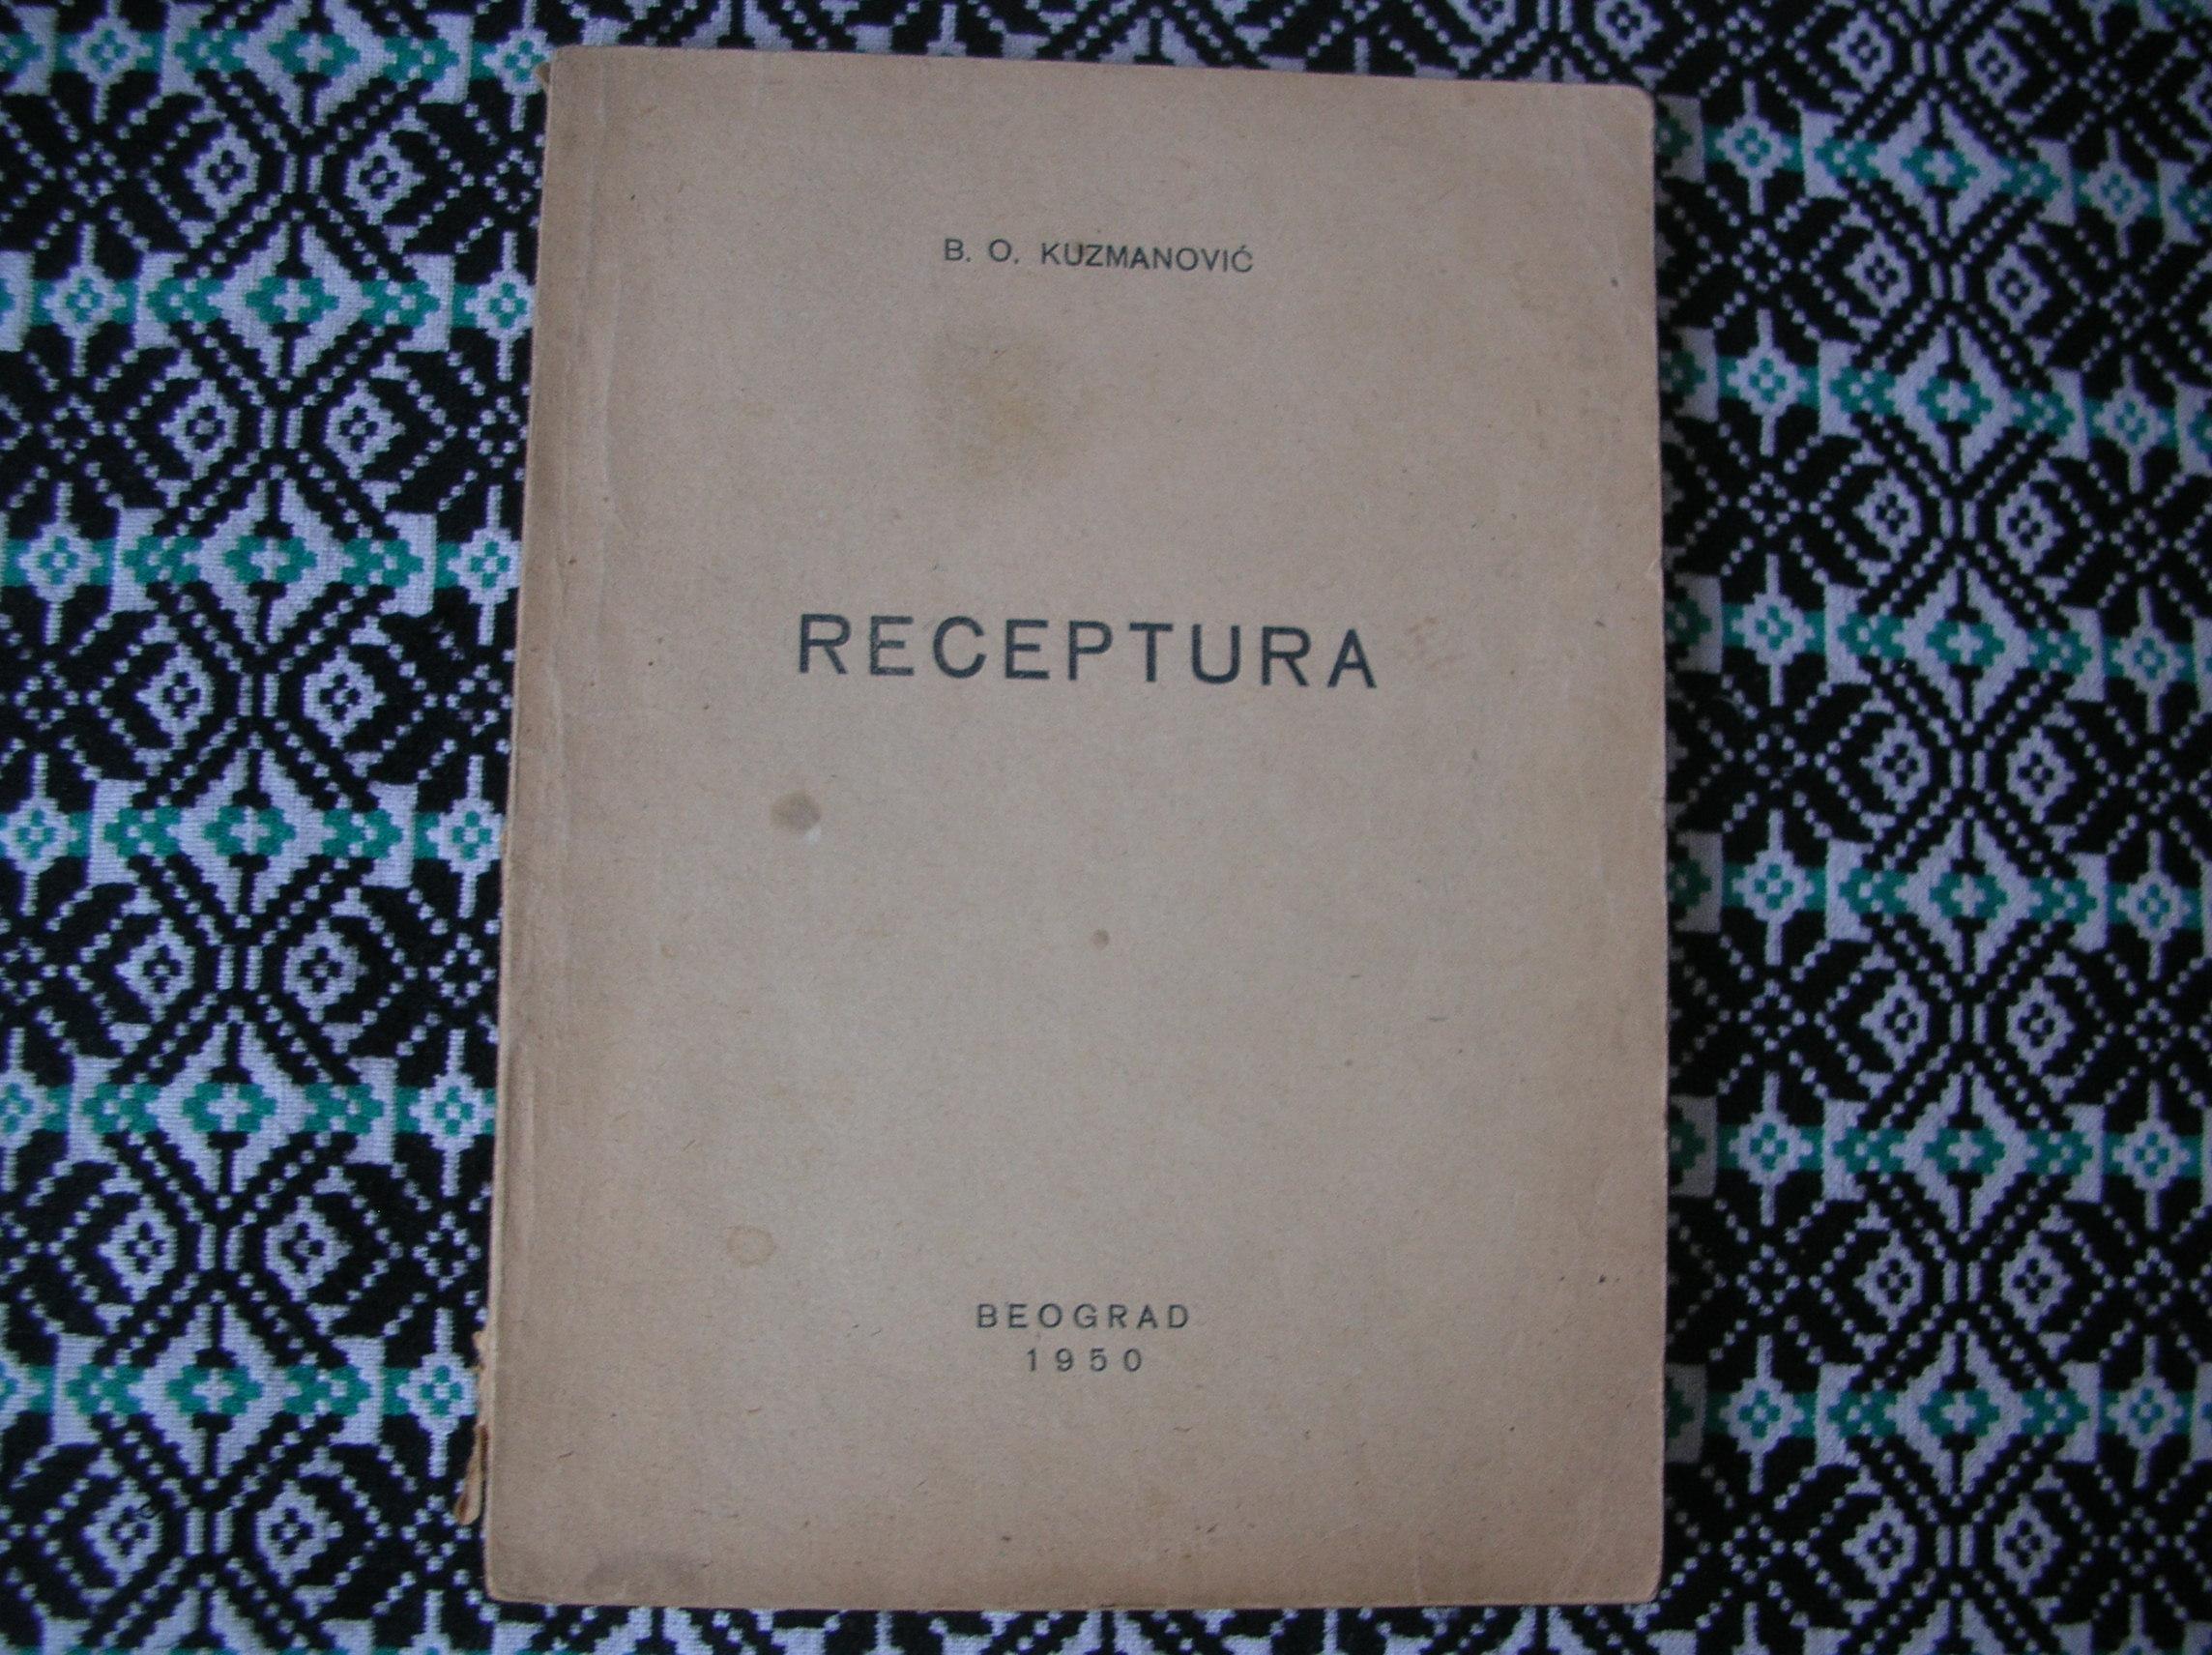 B. O. KUZMANOVIĆ
RECEPTURA
BEOGRAD
1950